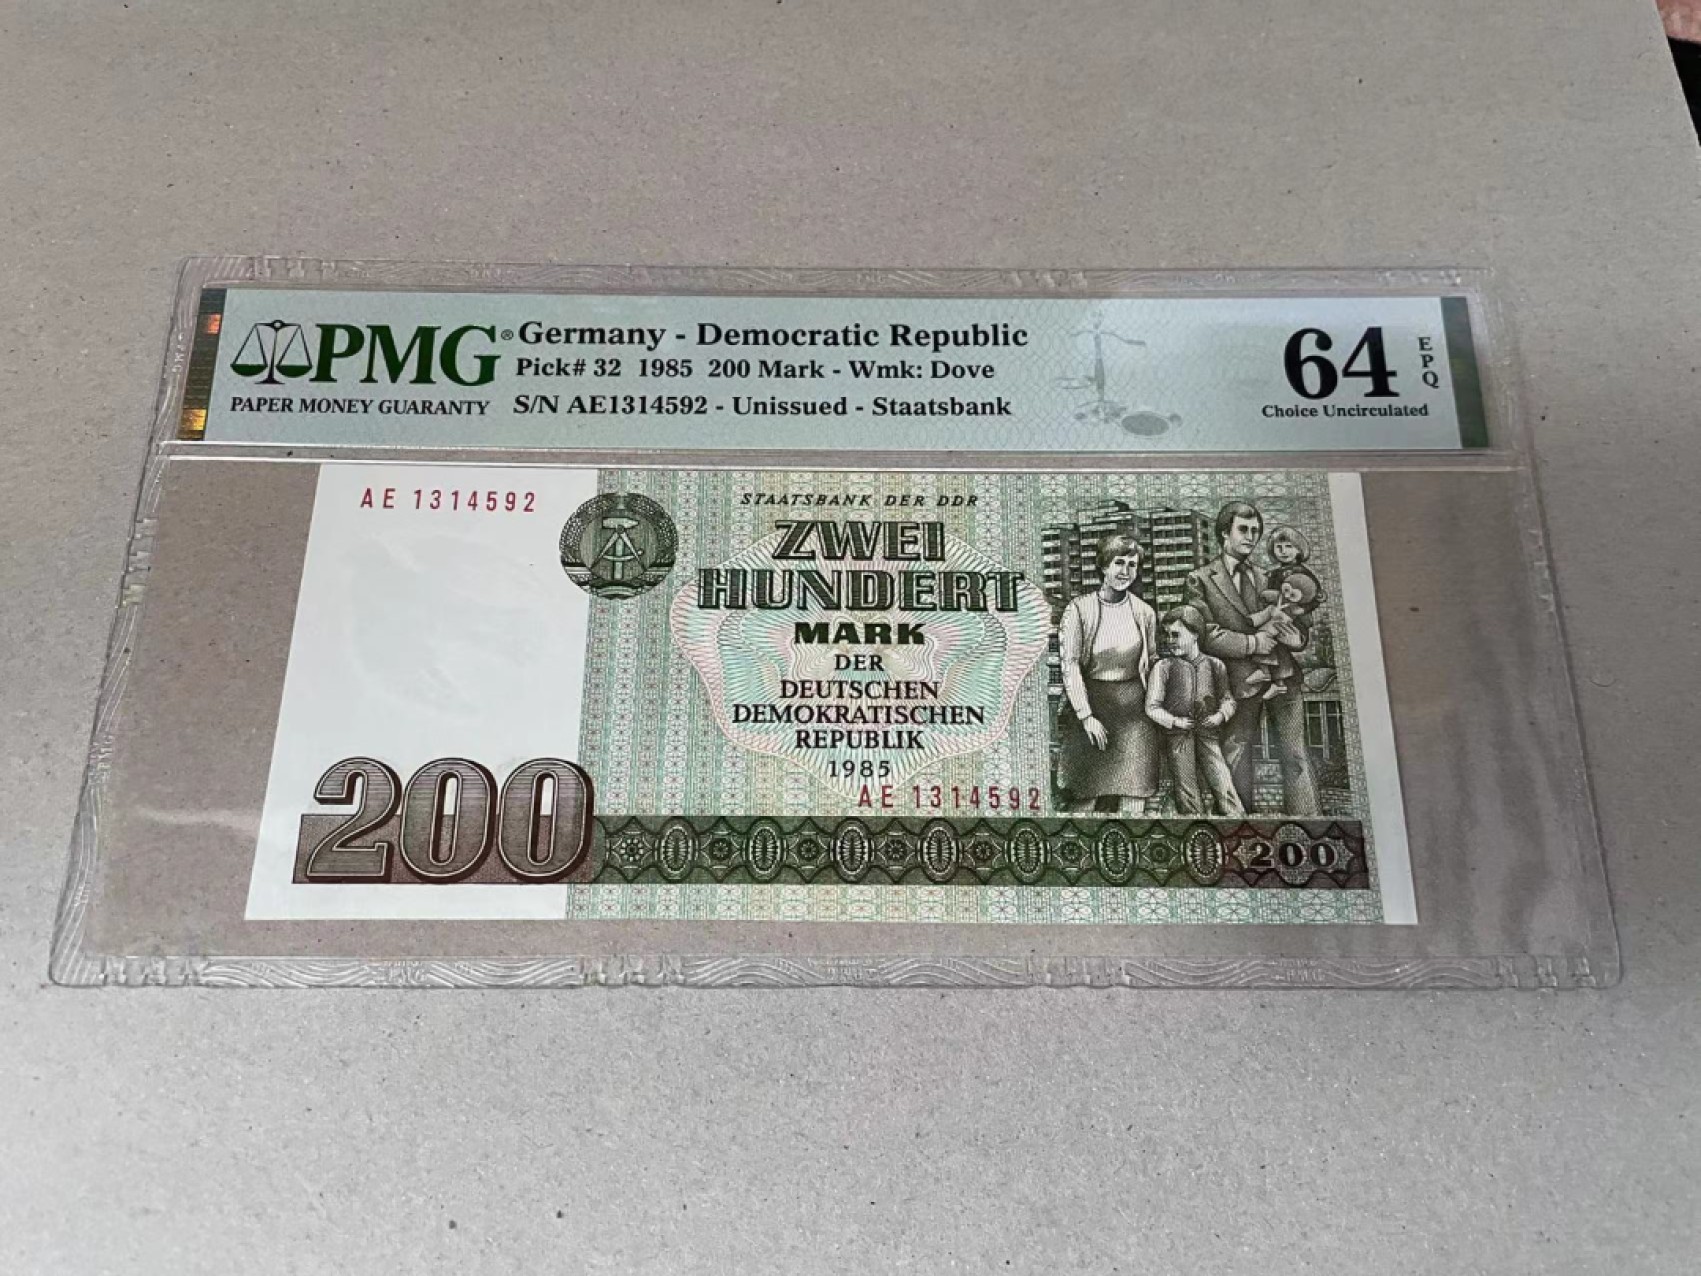 PMG® Germany - Democratic Republic
Pick# 32 1985 200 Mark - Wmk: Dove
PAPER MONEY GUARANTY S/N AE1314592 - Unissued - Staatsbank
64 EPQ
Choice Uncirculated
AE 1314592
STAATSBANK DER DDR
ZWEI
HUNDERT
MARK
DER
DEUTSCHEN
DEMOKRATISCHEN
REPUBLIK
1985
AE 1314592
200
200